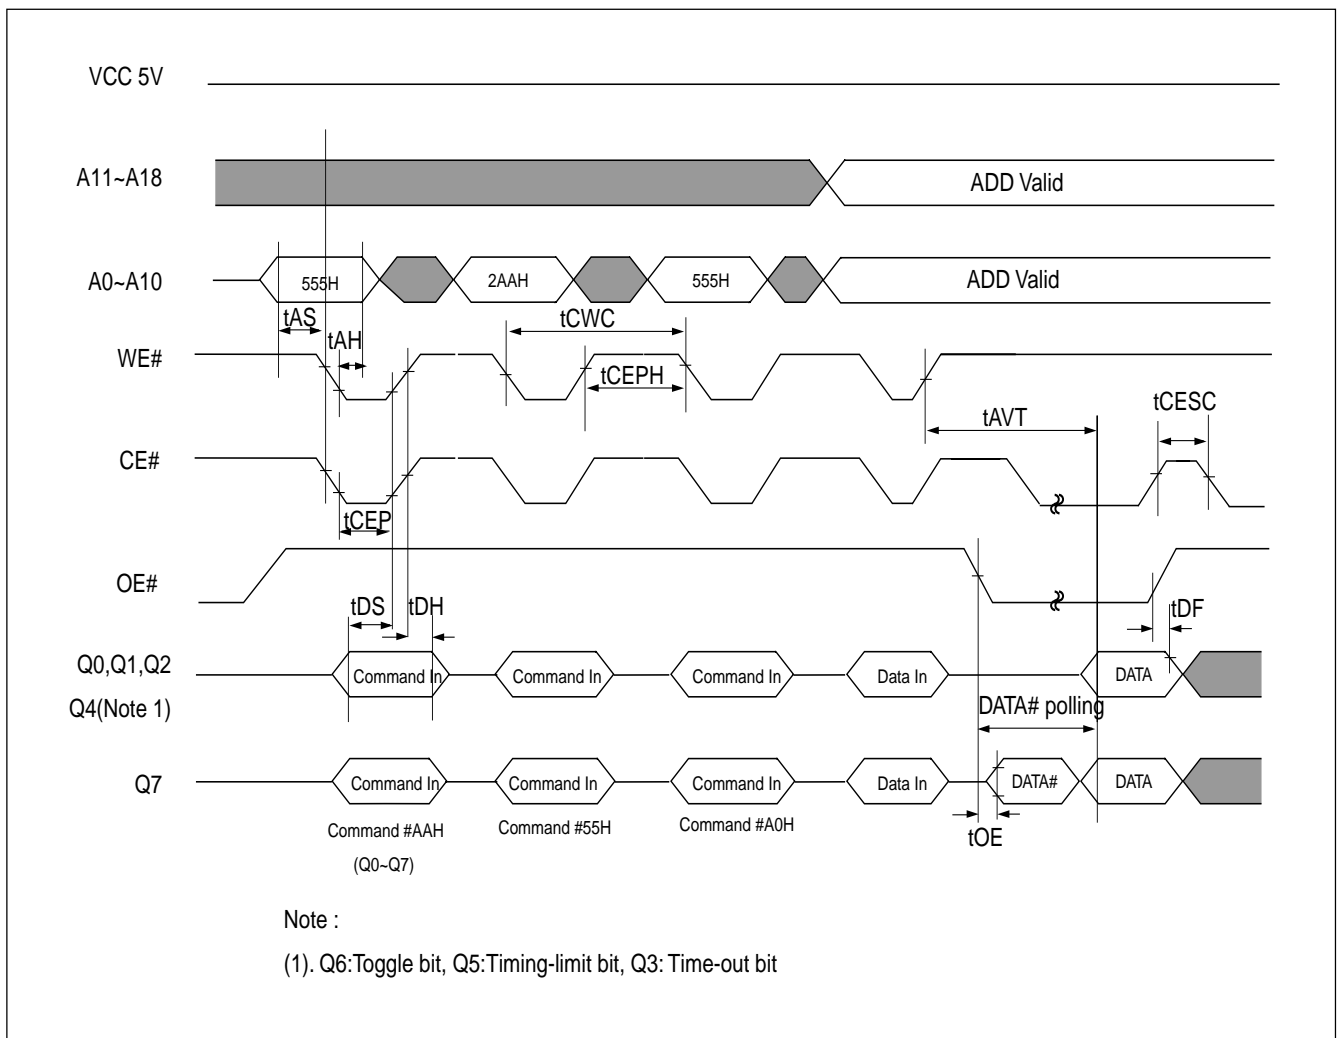 VCC 5V
A11~A18
ADD Valid
A0~A10
555H
2AAH
555H
ADD Valid
tAS
tAH
tCWC
WE#
tCEPH
tAVT
tCESC
CE#
tCEP
OE#
tDS
tDH
tDF
Q0,Q1,Q2
Command In
Command In
Command In
Data In
DATA
Q4(Note 1)
DATA# polling
Q7
Command In
Command In
Command In
Data In
DATA#
DATA
Command #AAH
Command #55H
Command #A0H
tOE
(Q0~Q7)
Note :
(1). Q6:Toggle bit, Q5:Timing-limit bit, Q3: Time-out bit